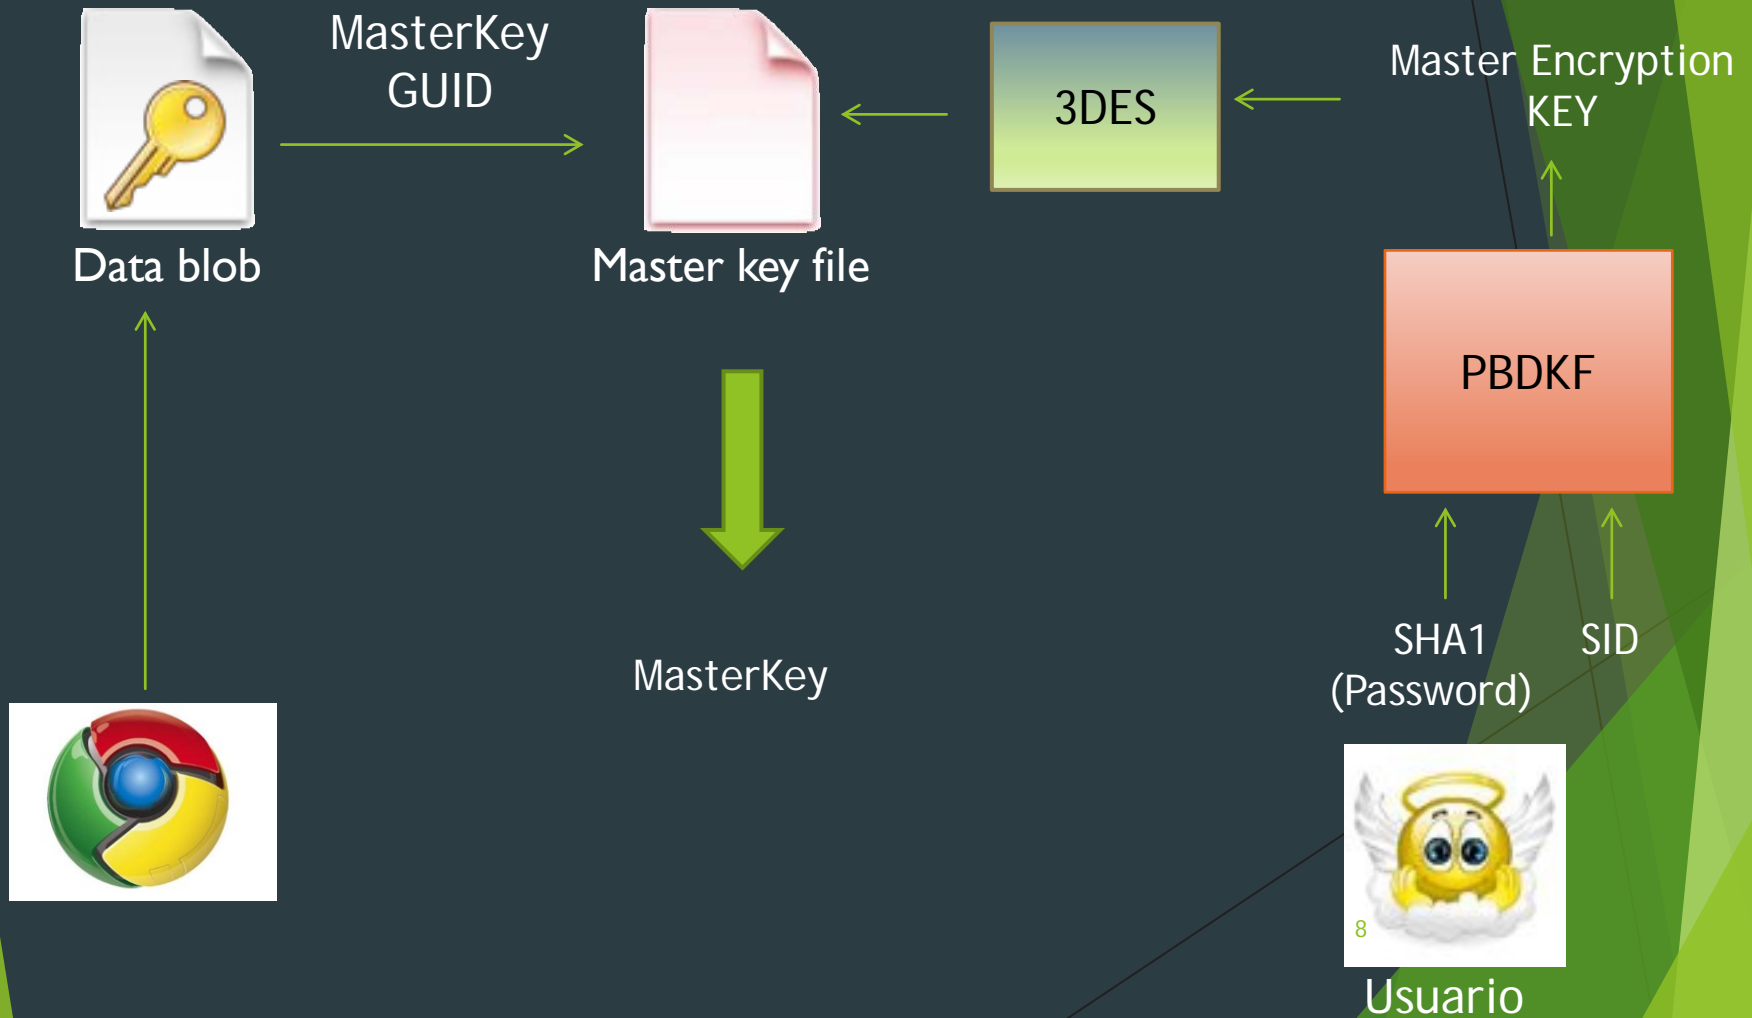 MasterKey
GUID
3DES
Master Encryption
KEY
Data blob
Master key file
PBDKF
SHA1
(Password)
SID
MasterKey
8
Usuario